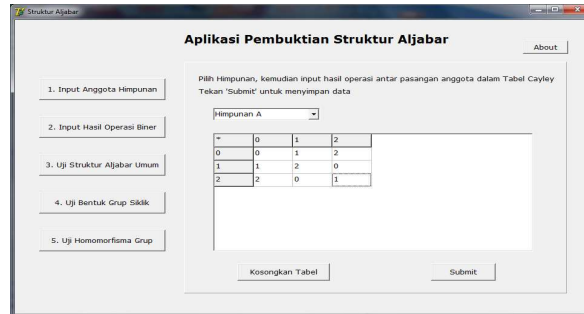 Struktur Aljabar
Aplikasi Pembuktian Struktur Aljabar
About
1. Input Anggota Himpunan
2. Input Hasil Operasi Biner
3. Uji Struktur Aljabar Umum
4. Uji Bentuk Grup Siklik
5. Uji Homomorfisma Grup
Pilih Himpunan, kemudian input hasil operasi antar pasangan anggota dalam Tabel Cayley
Tekan 'Submit' untuk menyimpan data
Himpunan A
* 0 1 2
0 0 1 2
1 1 2 0
2 2 0 1
Kosongkan Tabel
Submit